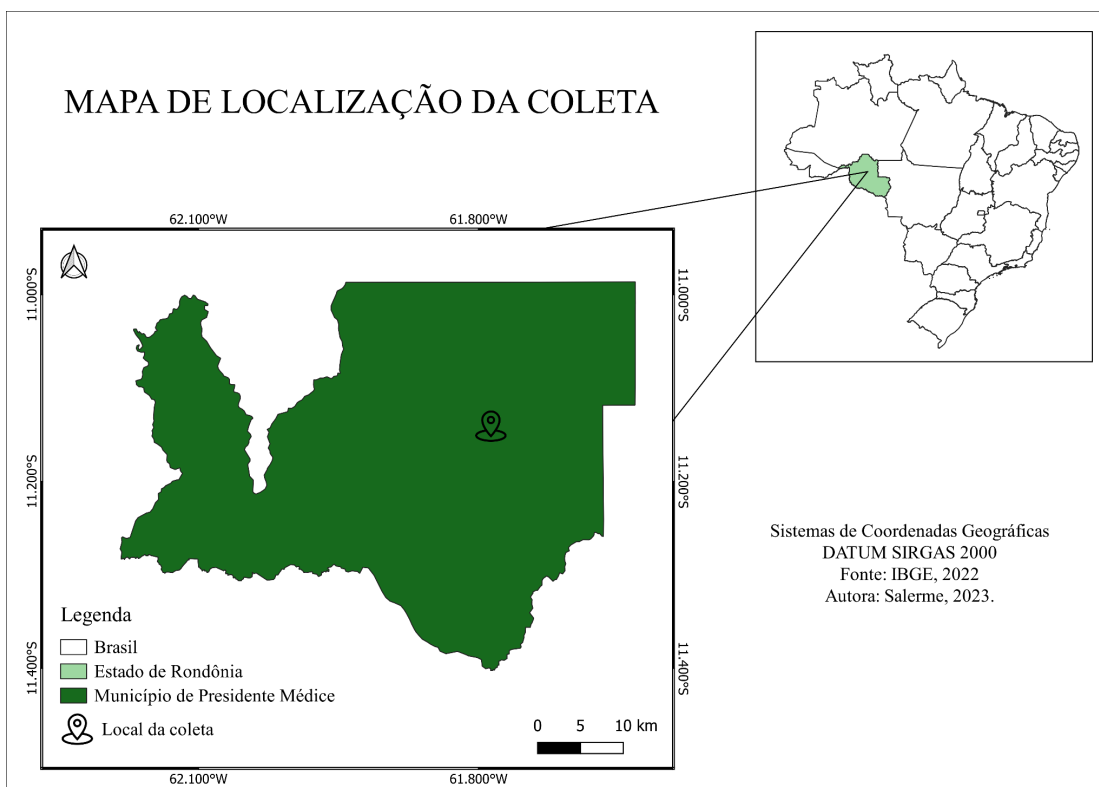 MAPA DE LOCALIZAÇÃO DA COLETA
62.100°W
61.800°W
11.000°S
11.000°S
11.200°S
11.200°S
11.400°S
11.400°S
Legenda
Brasil
Estado de Rondônia
Município de Presidente Médice
Local da coleta
0 5 10 km
62.100°W
61.800°W
Sistemas de Coordenadas Geográficas
DATUM SIRGAS 2000
Fonte: IBGE, 2022
Autora: Salerme, 2023.